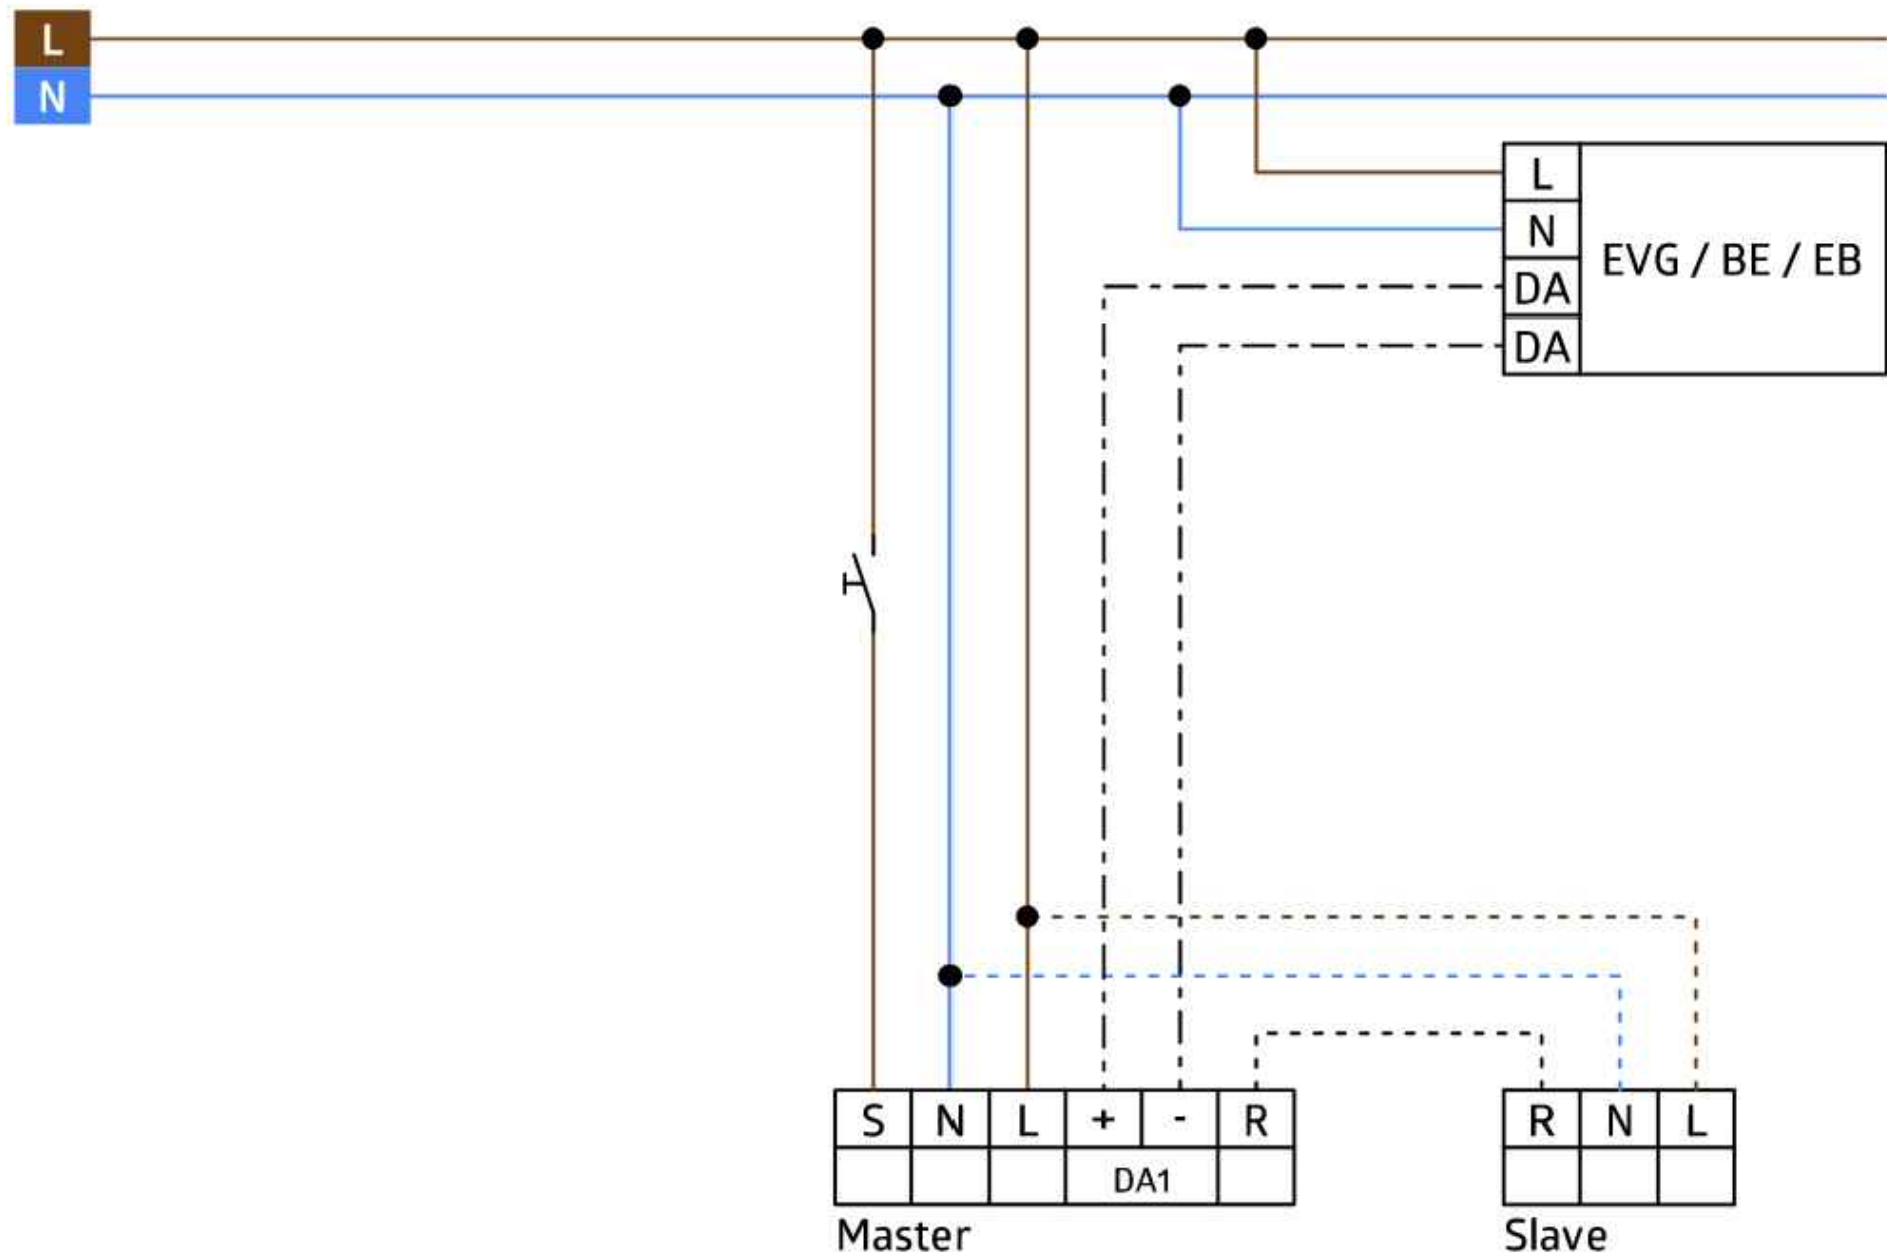 L
N
L
N
EVG / BE / EB
DA
DA
S N L + - R
R N L
DA1
Master
Slave